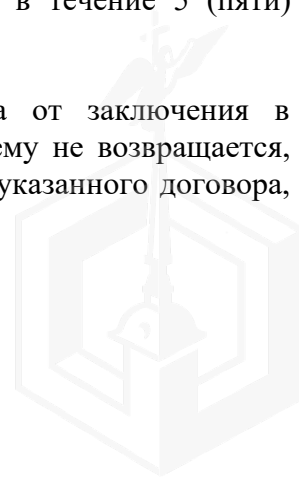 в течение 5 (пяти)
а от заключения в
ему не возвращается,
указанного договора,